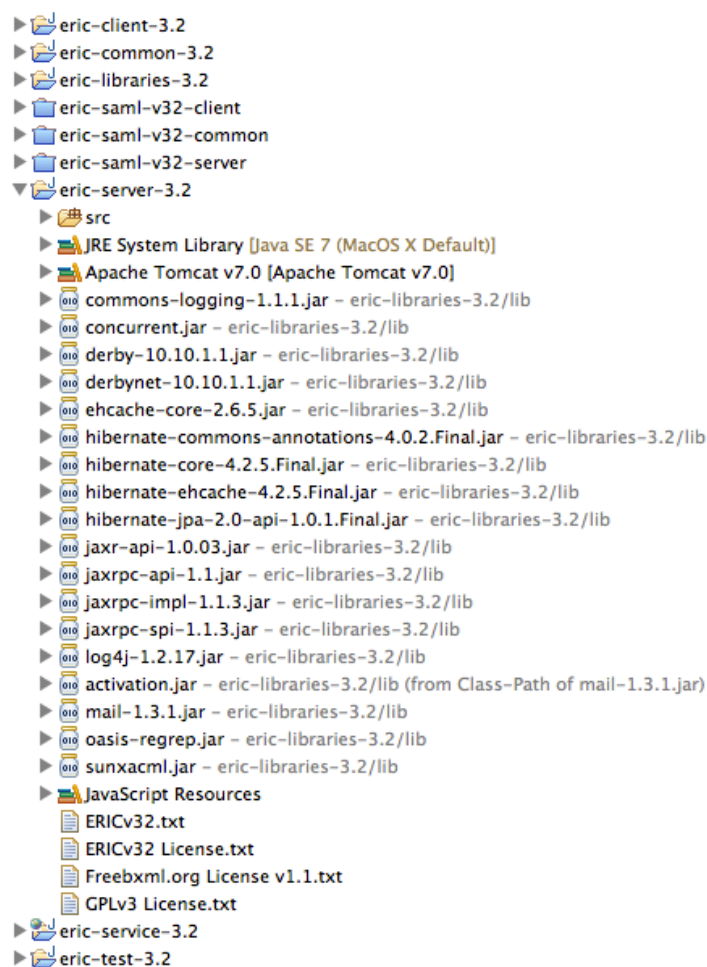 eric-client-3.2
eric-common-3.2
eric-libraries-3.2
eric-saml-v32-client
eric-saml-v32-common
eric-saml-v32-server
eric-server-3.2
src
JRE System Library [Java SE 7 (MacOS X Default)]
Apache Tomcat v7.0 [Apache Tomcat v7.0]
commons-logging-1.1.1.jar - eric-libraries-3.2/lib
concurrent.jar - eric-libraries-3.2/lib
derby-10.10.1.1.jar - eric-libraries-3.2/lib
derbynet-10.10.1.1.jar - eric-libraries-3.2/lib
ehcache-core-2.6.5.jar - eric-libraries-3.2/lib
hibernate-commons-annotations-4.0.2.Final.jar - eric-libraries-3.2/lib
hibernate-core-4.2.5.Final.jar - eric-libraries-3.2/lib
hibernate-ehcache-4.2.5.Final.jar - eric-libraries-3.2/lib
hibernate-jpa-2.0-api-1.0.1.Final.jar - eric-libraries-3.2/lib
jaxr-api-1.0.03.jar - eric-libraries-3.2/lib
jaxrpc-api-1.1.jar - eric-libraries-3.2/lib
jaxrpc-impl-1.1.3.jar - eric-libraries-3.2/lib
jaxrpc-spi-1.1.3.jar - eric-libraries-3.2/lib
log4j-1.2.17.jar - eric-libraries-3.2/lib
activation.jar - eric-libraries-3.2/lib (from Class-Path of mail-1.3.1.jar)
mail-1.3.1.jar - eric-libraries-3.2/lib
oasis-regrep.jar - eric-libraries-3.2/lib
sunxacml.jar - eric-libraries-3.2/lib
JavaScript Resources
ERICv32.txt
ERICv32 License.txt
Freebxml.org License v1.1.txt
GPLv3 License.txt
eric-service-3.2
eric-test-3.2